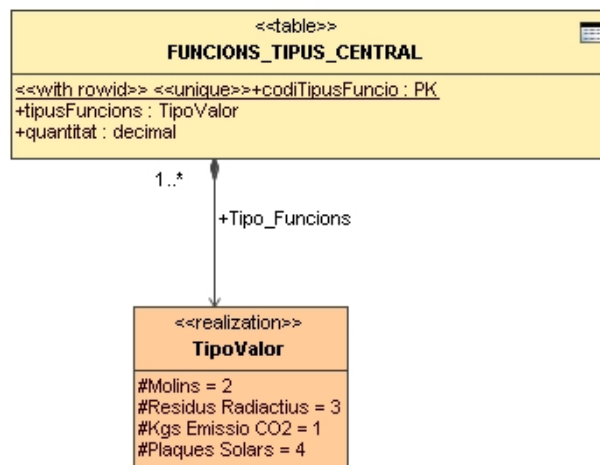 <<table>>
FUNCIONS_TIPUS_CENTRAL
<<with rowid>> <<unique>>+codiTipusFuncio : PK
+tipusFuncions : TipoValor
+quantitat : decimal
1..*
+Tipo_Funcions
<<realization>>
TipoValor
#Molins = 2
#Residus Radiactius = 3
#Kgs Emissio CO2 = 1
#Plaques Solars = 4